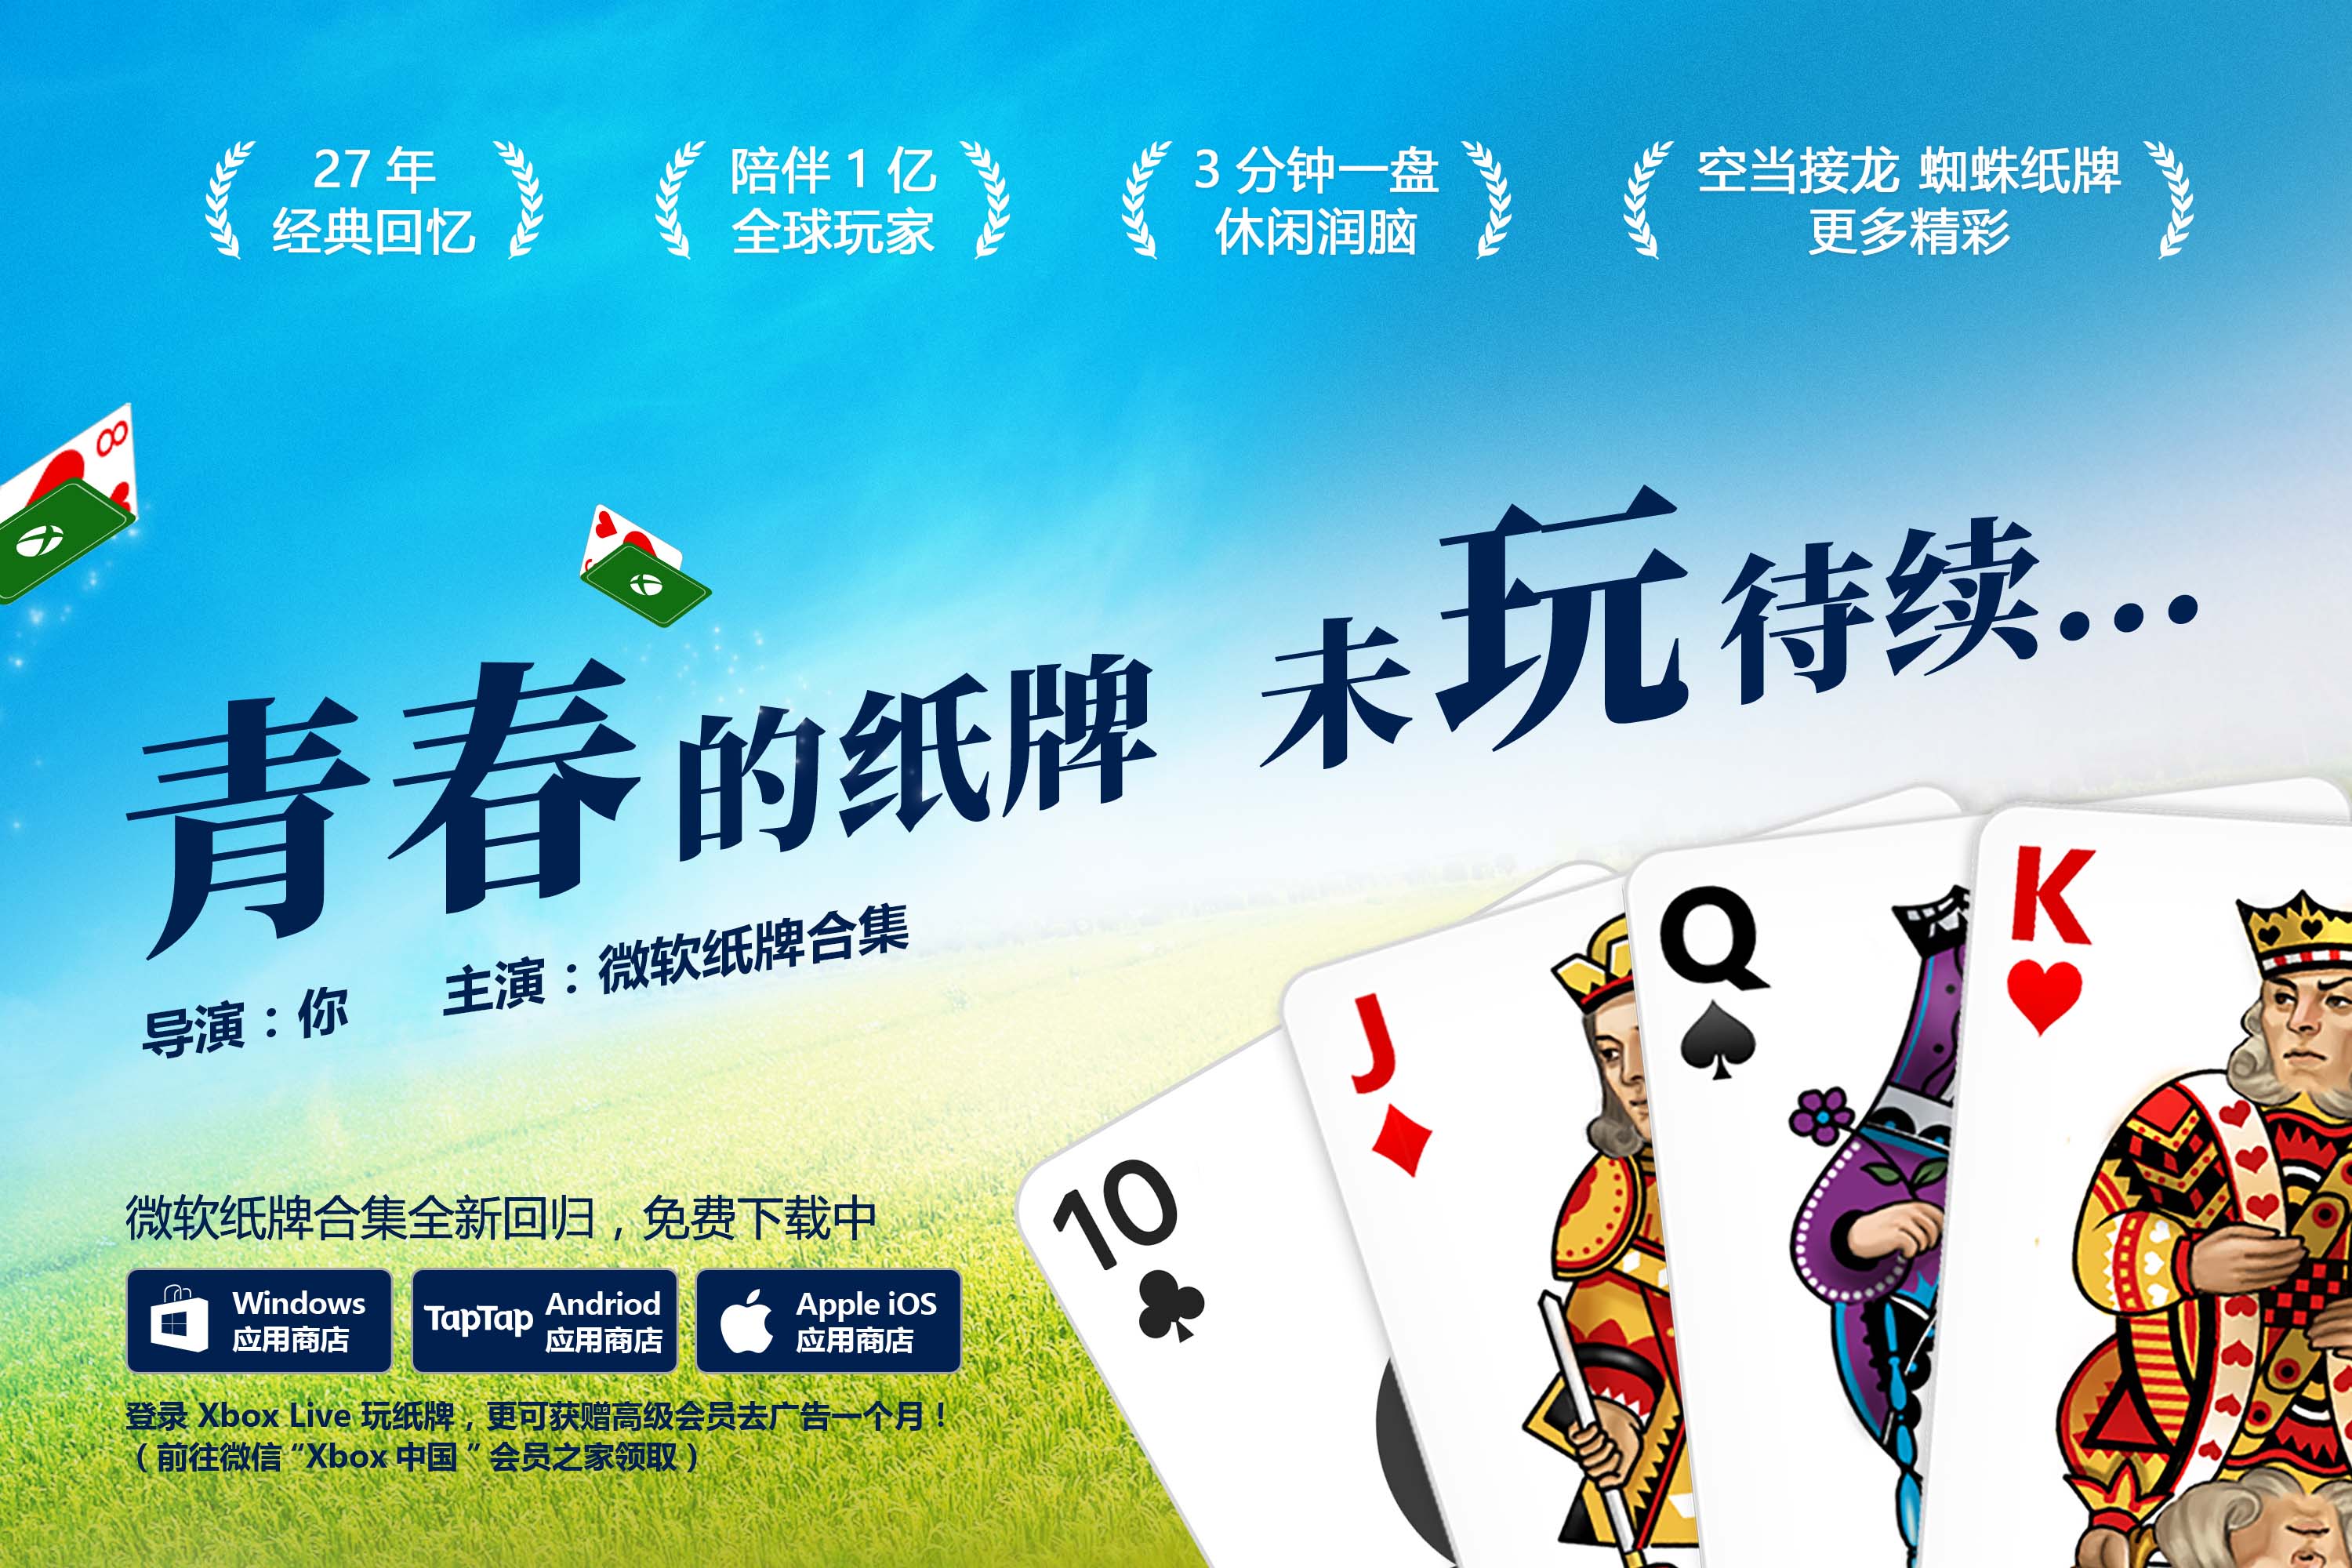 27 年
经典回忆
陪伴 1 亿
全球玩家
3 分钟一盘
休闲润脑
空当接龙 蜘蛛纸牌
更多精彩
8
青春的纸牌 未玩待续...
导演：你 主演：微软纸牌合集
K
Q
J
10
微软纸牌合集全新回归，免费下载中
Windows
应用商店
TapTap
Andriod
应用商店
Apple iOS
应用商店
登录 Xbox Live 玩纸牌，更可获赠高级会员去广告一个月！
（前往微信“Xbox 中国 ”会员之家领取）